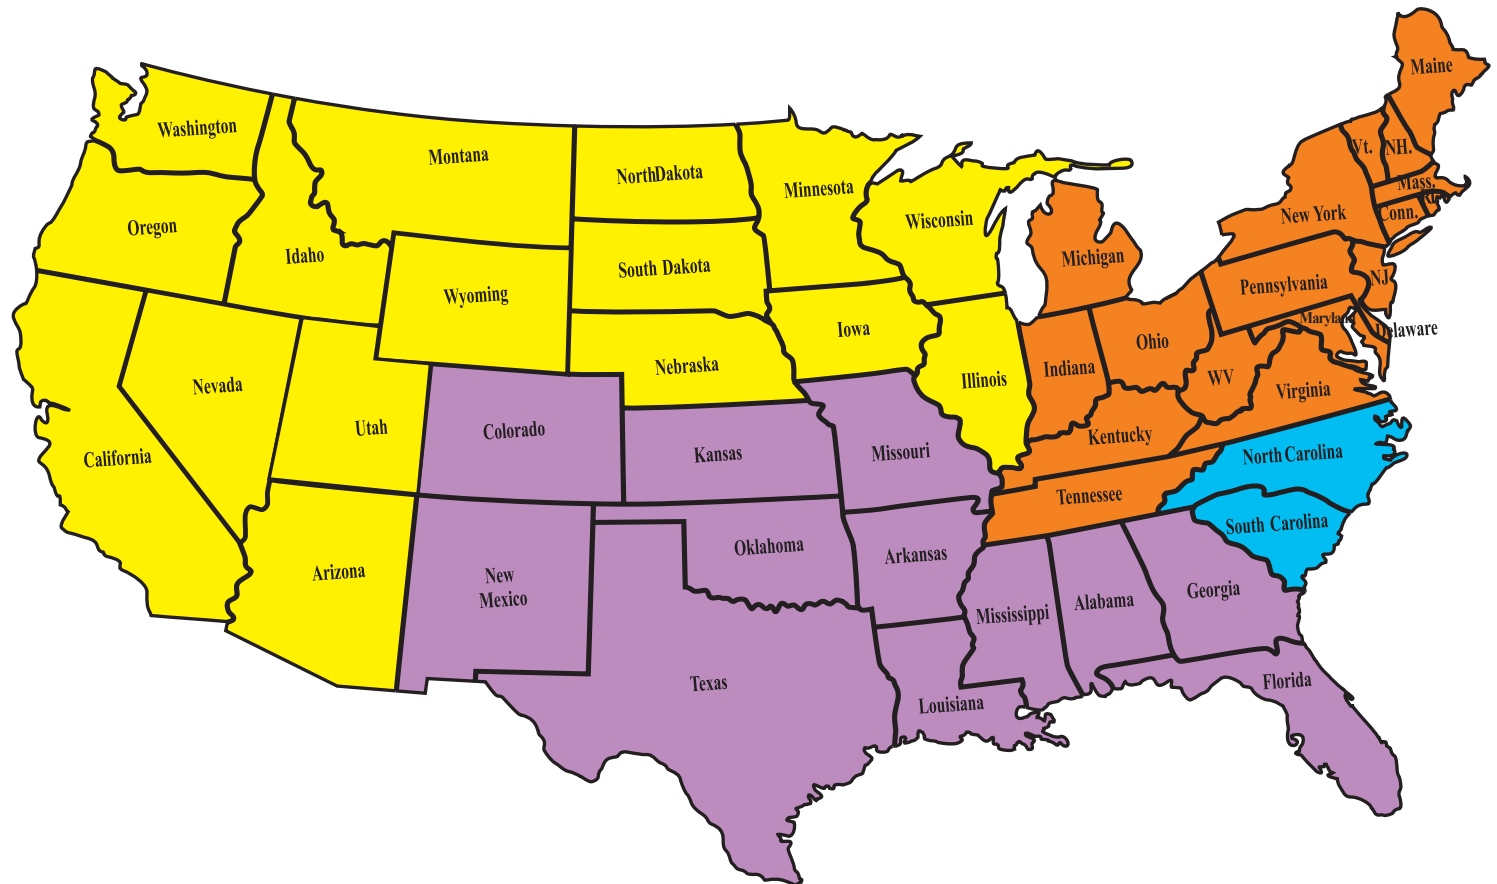 Maine
Washington
Vt.
NH.
Montana
NorthDakota
Minnesota
Mass.
RI
Wisconsin
New York
Conn.
Oregon
Idaho
South Dakota
Michigan
Wyoming
Pennsylvania
NJ
Iowa
Maryland
Delaware
Ohio
Nebraska
Indiana
Illinois
WV
Virginia
Nevada
Utah
Colorado
Kansas
Missouri
Kentucky
California
North Carolina
Tennessee
South Carolina
Arizona
New
Mexico
Oklahoma
Arkansas
Mississippi
Alabama
Georgia
Texas
Louisiana
Florida